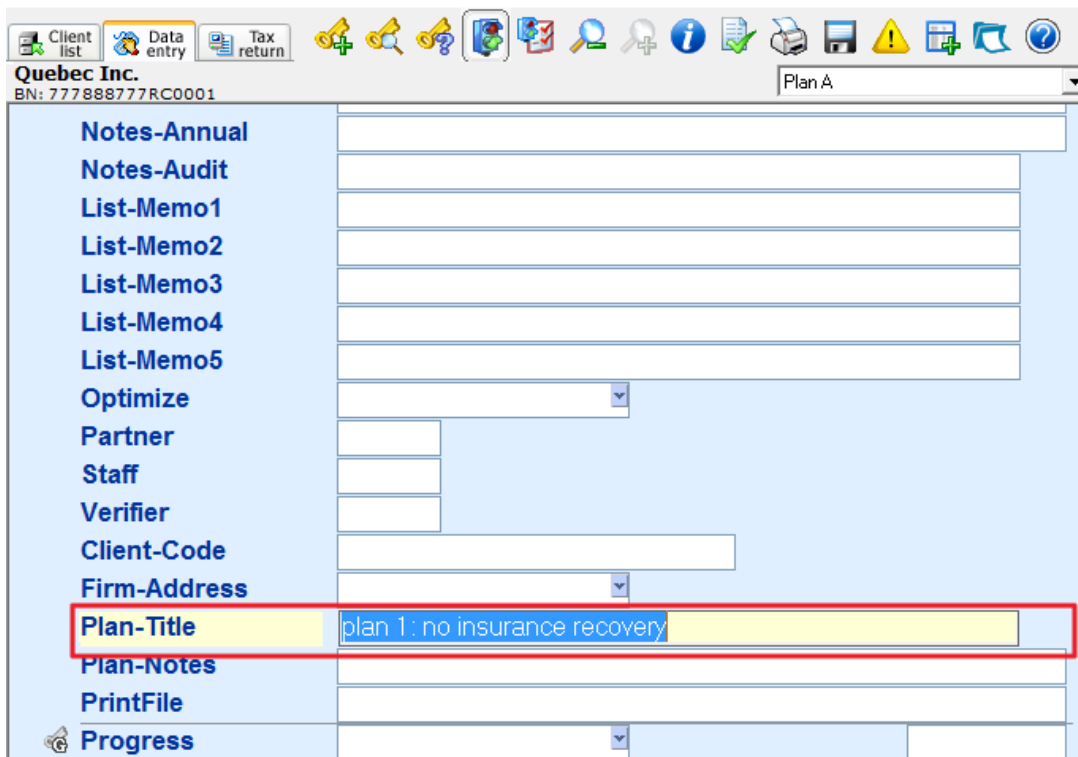 Client list
Data entry
Tax return
Quebec Inc.
BN: 777888777RC0001
Plan A
Notes-Annual
Notes-Audit
List-Memo1
List-Memo2
List-Memo3
List-Memo4
List-Memo5
Optimize
Partner
Staff
Verifier
Client-Code
Firm-Address
Plan-Title plan 1: no insurance recovery
Plan-Notes
PrintFile
Progress